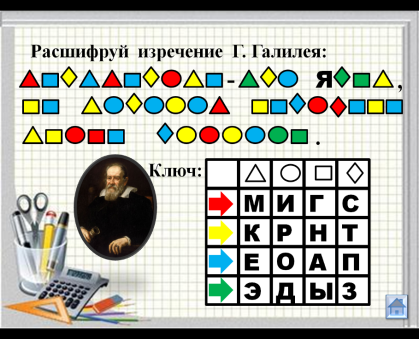 Расшифруй изречение Г. Галилея:
- Я ,
.
Ключ:
М И Г С
К Р Н Т
Е О А П
Э Д Ы З